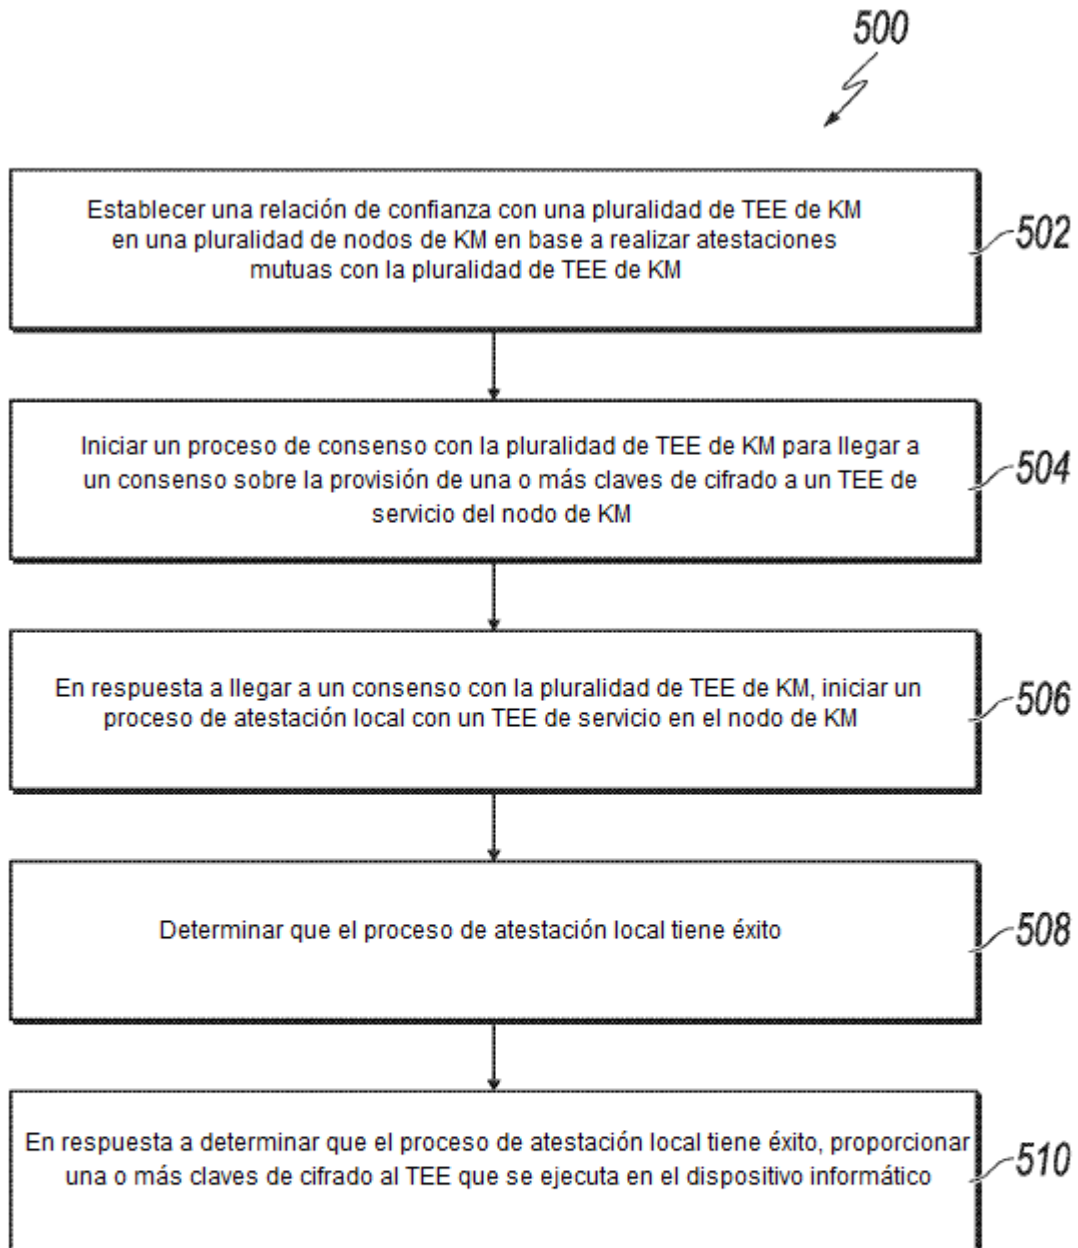 500
Establecer una relación de confianza con una pluralidad de TEE de KM
en una pluralidad de nodos de KM en base a realizar atestaciones
mutuas con la pluralidad de TEE de KM
502
Iniciar un proceso de consenso con la pluralidad de TEE de KM para llegar a
un consenso sobre la provisión de una o más claves de cifrado a un TEE de
servicio del nodo de KM
504
En respuesta a llegar a un consenso con la pluralidad de TEE de KM, iniciar un
proceso de atestación local con un TEE de servicio en el nodo de KM
506
Determinar que el proceso de atestación local tiene éxito
508
En respuesta a determinar que el proceso de atestación local tiene éxito, proporcionar
una o más claves de cifrado al TEE que se ejecuta en el dispositivo informático
510